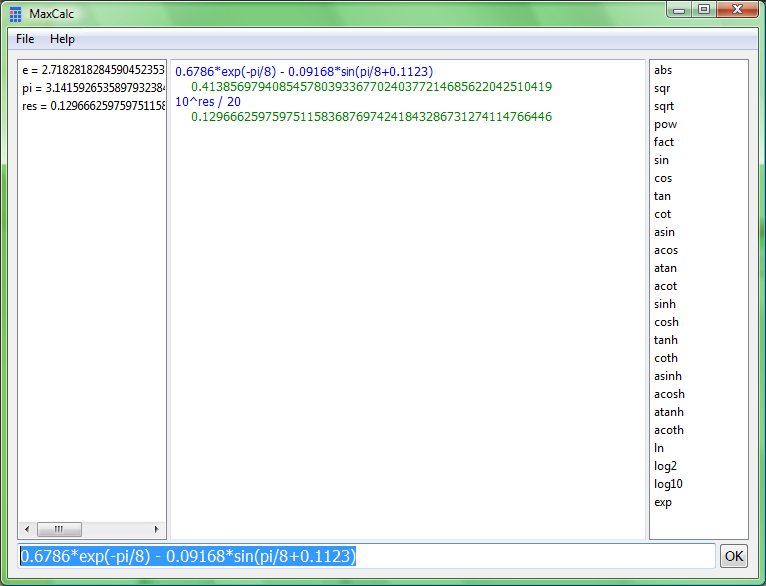 MaxCalc
File Help
e = 2.7182818284590452353
pi = 3.1415926535897932384
res = 0.129666259759751158
0.6786*exp(-pi/8) - 0.09168*sin(pi/8+0.1123)
0.41385697940854578039336770240377214685622042510419
10^res / 20
0.12966625975975115836876974241843286731274114766446
abs
sqr
sqrt
pow
fact
sin
cos
tan
cot
asin
acos
atan
acot
sinh
cosh
tanh
coth
asinh
acosh
atanh
acoth
ln
log2
log10
exp
0.6786*exp(-pi/8) - 0.09168*sin(pi/8+0.1123)
OK